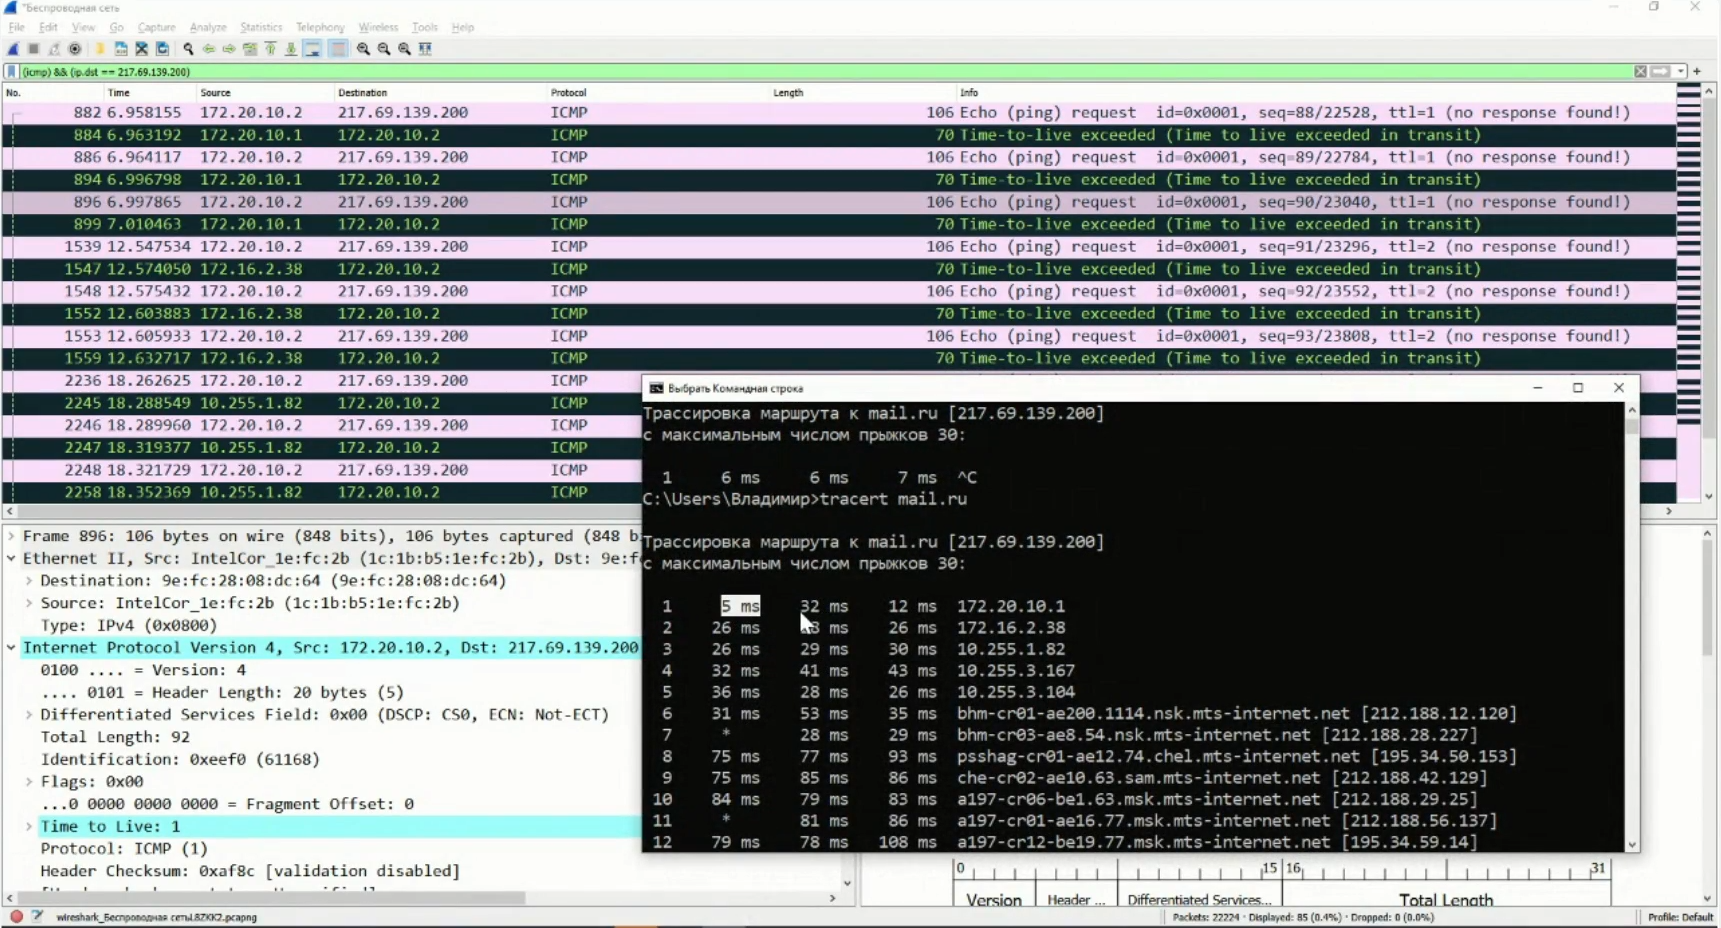 *Беспроводная сеть
File Edit View Go Capture Analyze Statistics Telephony Wireless Tools Help
(icmp) && (ip.dst == 217.69.139.200)
No. Time Source Destination Protocol Length Info
882 6.958155 172.20.10.2 217.69.139.200 ICMP 106 Echo (ping) request id=0x0001, seq=88/22528, ttl=1 (no response found!)
884 6.963192 172.20.10.1 172.20.10.2 ICMP 70 Time-to-live exceeded (Time to live exceeded in transit)
886 6.964117 172.20.10.2 217.69.139.200 ICMP 106 Echo (ping) request id=0x0001, seq=89/22784, ttl=1 (no response found!)
894 6.996798 172.20.10.1 172.20.10.2 ICMP 70 Time-to-live exceeded (Time to live exceeded in transit)
896 6.997865 172.20.10.2 217.69.139.200 ICMP 106 Echo (ping) request id=0x0001, seq=90/23040, ttl=1 (no response found!)
899 7.010463 172.20.10.1 172.20.10.2 ICMP 70 Time-to-live exceeded (Time to live exceeded in transit)
1539 12.547534 172.20.10.2 217.69.139.200 ICMP 106 Echo (ping) request id=0x0001, seq=91/23296, ttl=2 (no response found!)
1547 12.574050 172.16.2.38 172.20.10.2 ICMP 70 Time-to-live exceeded (Time to live exceeded in transit)
1548 12.575432 172.20.10.2 217.69.139.200 ICMP 106 Echo (ping) request id=0x0001, seq=92/23552, ttl=2 (no response found!)
1552 12.603883 172.16.2.38 172.20.10.2 ICMP 70 Time-to-live exceeded (Time to live exceeded in transit)
1553 12.605933 172.20.10.2 217.69.139.200 ICMP 106 Echo (ping) request id=0x0001, seq=93/23808, ttl=2 (no response found!)
1559 12.632717 172.16.2.38 172.20.10.2 ICMP 70 Time-to-live exceeded (Time to live exceeded in transit)
2236 18.262625 172.20.10.2 217.69.139.200 ICMP
2245 18.288549 10.255.1.82 172.20.10.2 ICMP
2246 18.289960 172.20.10.2 217.69.139.200 ICMP
2247 18.319377 10.255.1.82 172.20.10.2 ICMP
2248 18.321729 172.20.10.2 217.69.139.200 ICMP
2258 18.352369 10.255.1.82 172.20.10.2 ICMP
Frame 896: 106 bytes on wire (848 bits), 106 bytes captured (848 b
Ethernet II, Src: IntelCor_1e:fc:2b (1c:1b:b5:1e:fc:2b), Dst: 9e:f
Destination: 9e:fc:28:08:dc:64 (9e:fc:28:08:dc:64)
Source: IntelCor_1e:fc:2b (1c:1b:b5:1e:fc:2b)
Type: IPv4 (0x0800)
Internet Protocol Version 4, Src: 172.20.10.2, Dst: 217.69.139.200
0100 .... = Version: 4
.... 0101 = Header Length: 20 bytes (5)
Differentiated Services Field: 0x00 (DSCP: CS0, ECN: Not-ECT)
Total Length: 92
Identification: 0xeef0 (61168)
Flags: 0x00
...0 0000 0000 0000 = Fragment Offset: 0
Time to Live: 1
Protocol: ICMP (1)
Header Checksum: 0xaf8c [validation disabled]
Выбрать Командная строка
Трассировка маршрута к mail.ru [217.69.139.200]
с максимальным числом прыжков 30:
1 6 ms 6 ms 7 ms ^C
C:\Users\Владимир>tracert mail.ru
Трассировка маршрута к mail.ru [217.69.139.200]
с максимальным числом прыжков 30:
1 5 ms 32 ms 12 ms 172.20.10.1
2 26 ms ms 26 ms 172.16.2.38
3 26 ms 29 ms 30 ms 10.255.1.82
4 32 ms 41 ms 43 ms 10.255.3.167
5 36 ms 28 ms 26 ms 10.255.3.104
6 31 ms 53 ms 35 ms bhm-cr01-ae200.1114.nsk.mts-internet.net [212.188.12.120]
7 * 28 ms 29 ms bhm-cr03-ae8.54.nsk.mts-internet.net [212.188.28.227]
8 75 ms 77 ms 93 ms psshag-cr01-ae12.74.chel.mts-internet.net [195.34.50.153]
9 75 ms 85 ms 86 ms che-cr02-ae10.63.sam.mts-internet.net [212.188.42.129]
10 84 ms 79 ms 83 ms a197-cr06-be1.63.msk.mts-internet.net [212.188.29.25]
11 * 81 ms 86 ms a197-cr01-ae16.77.msk.mts-internet.net [212.188.56.137]
12 79 ms 78 ms 108 ms a197-cr12-be19.77.msk.mts-internet.net [195.34.59.14]
0 15 16 31
Version Header ... Differentiated Services... Total Length
wireshark_Беспроводная сетьL8ZKK2.pcapng
Packets: 22224 · Displayed: 85 (0.4%) · Dropped: 0 (0.0%)
Profile: Default